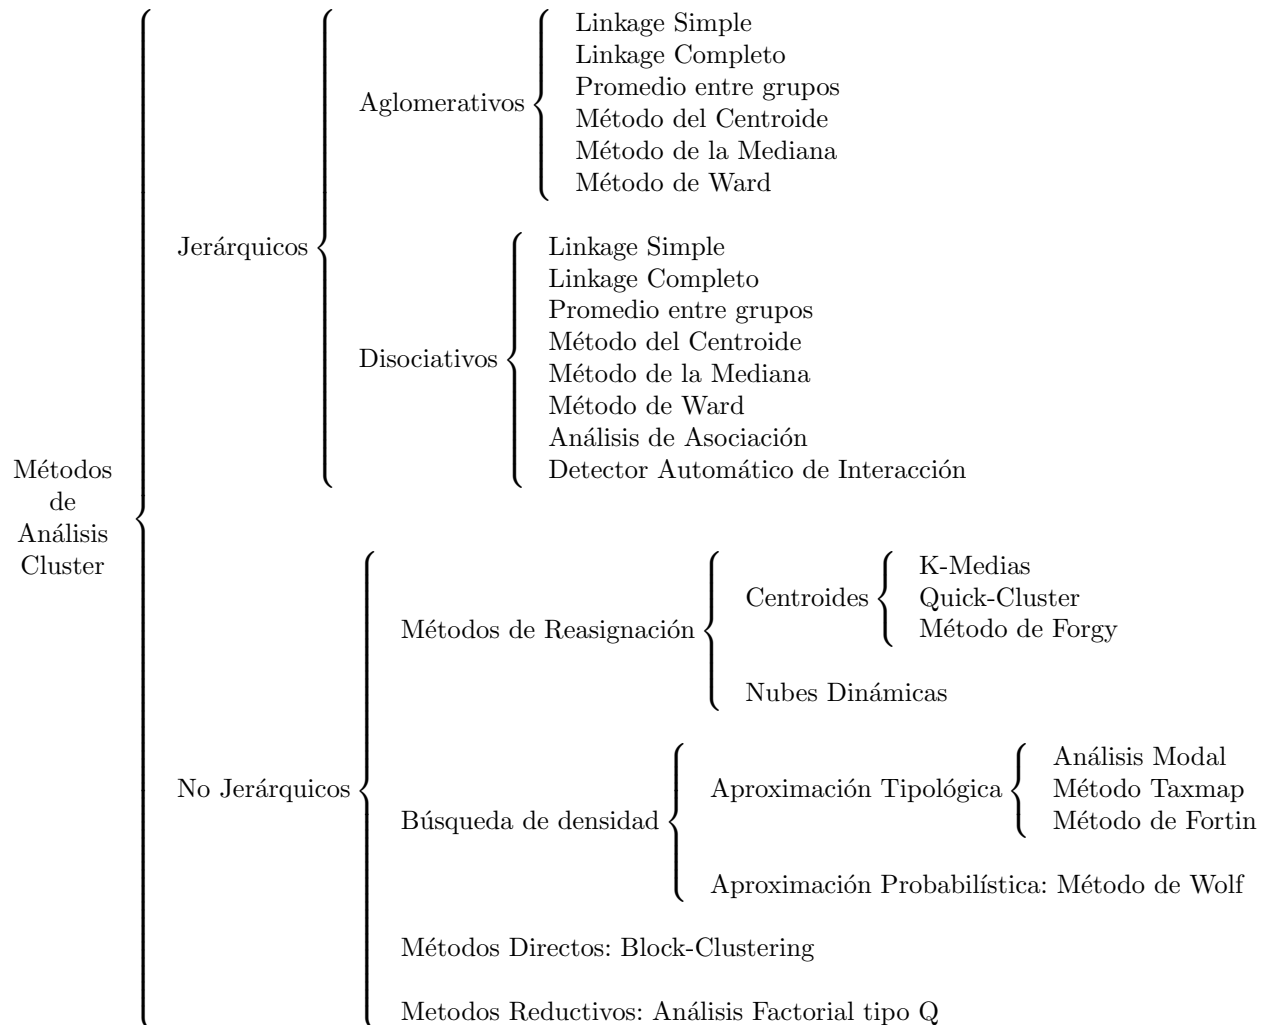 Métodos
de
Análisis
Cluster
Jerárquicos
Aglomerativos
Linkage Simple
Linkage Completo
Promedio entre grupos
Método del Centroide
Método de la Mediana
Método de Ward
Disociativos
Linkage Simple
Linkage Completo
Promedio entre grupos
Método del Centroide
Método de la Mediana
Método de Ward
Análisis de Asociación
Detector Automático de Interacción
No Jerárquicos
Métodos de Reasignación
Centroides
K-Medias
Quick-Cluster
Método de Forgy
Nubes Dinámicas
Búsqueda de densidad
Aproximación Tipológica
Análisis Modal
Método Taxmap
Método de Fortin
Aproximación Probabilística: Método de Wolf
Métodos Directos: Block-Clustering
Metodos Reductivos: Análisis Factorial tipo Q